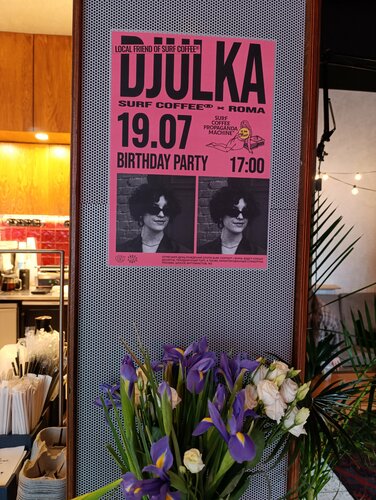 LOCAL FRIEND OF SURF COFFEE®
DJULKA
SURF COFFEE® × ROMA
19.07
SURF
COFFEE
PROPAGANDA
MACHINE
BIRTHDAY PARTY
17:00